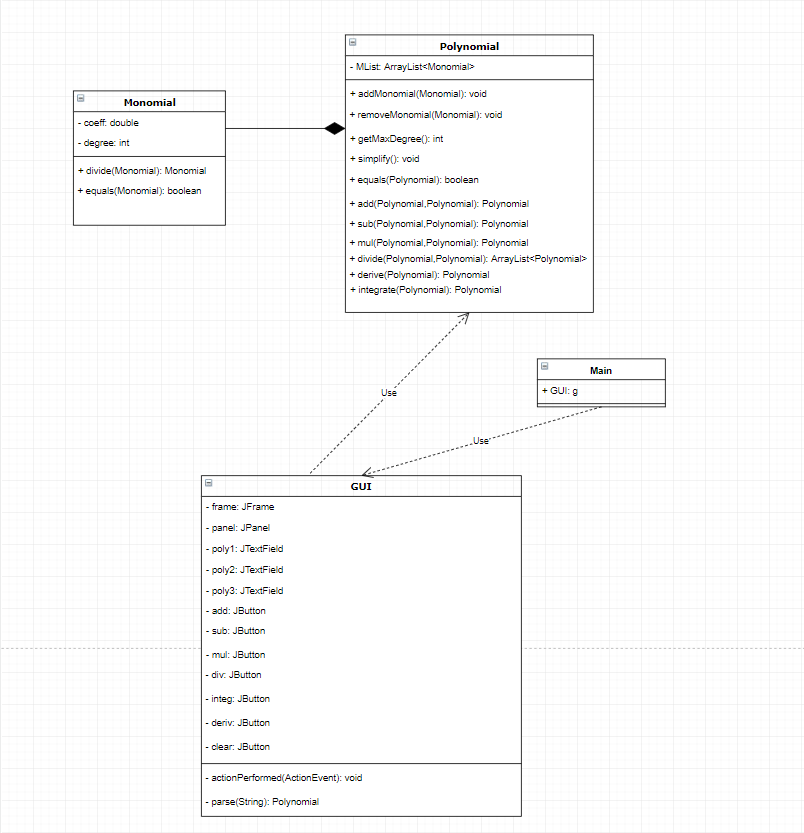 Polynomial
- MList: ArrayList<Monomial>
+ addMonomial(Monomial): void
+ removeMonomial(Monomial): void
+ getMaxDegree(): int
+ simplify(): void
+ equals(Polynomial): boolean
+ add(Polynomial,Polynomial): Polynomial
+ sub(Polynomial,Polynomial): Polynomial
+ mul(Polynomial,Polynomial): Polynomial
+ divide(Polynomial,Polynomial): ArrayList<Polynomial>
+ derive(Polynomial): Polynomial
+ integrate(Polynomial): Polynomial
Monomial
- coeff: double
- degree: int
+ divide(Monomial): Monomial
+ equals(Monomial): boolean
Use
Main
+ GUI: g
Use
GUI
- frame: JFrame
- panel: JPanel
- poly1: JTextField
- poly2: JTextField
- poly3: JTextField
- add: JButton
- sub: JButton
- mul: JButton
- div: JButton
- integ: JButton
- deriv: JButton
- clear: JButton
- actionPerformed(ActionEvent): void
- parse(String): Polynomial